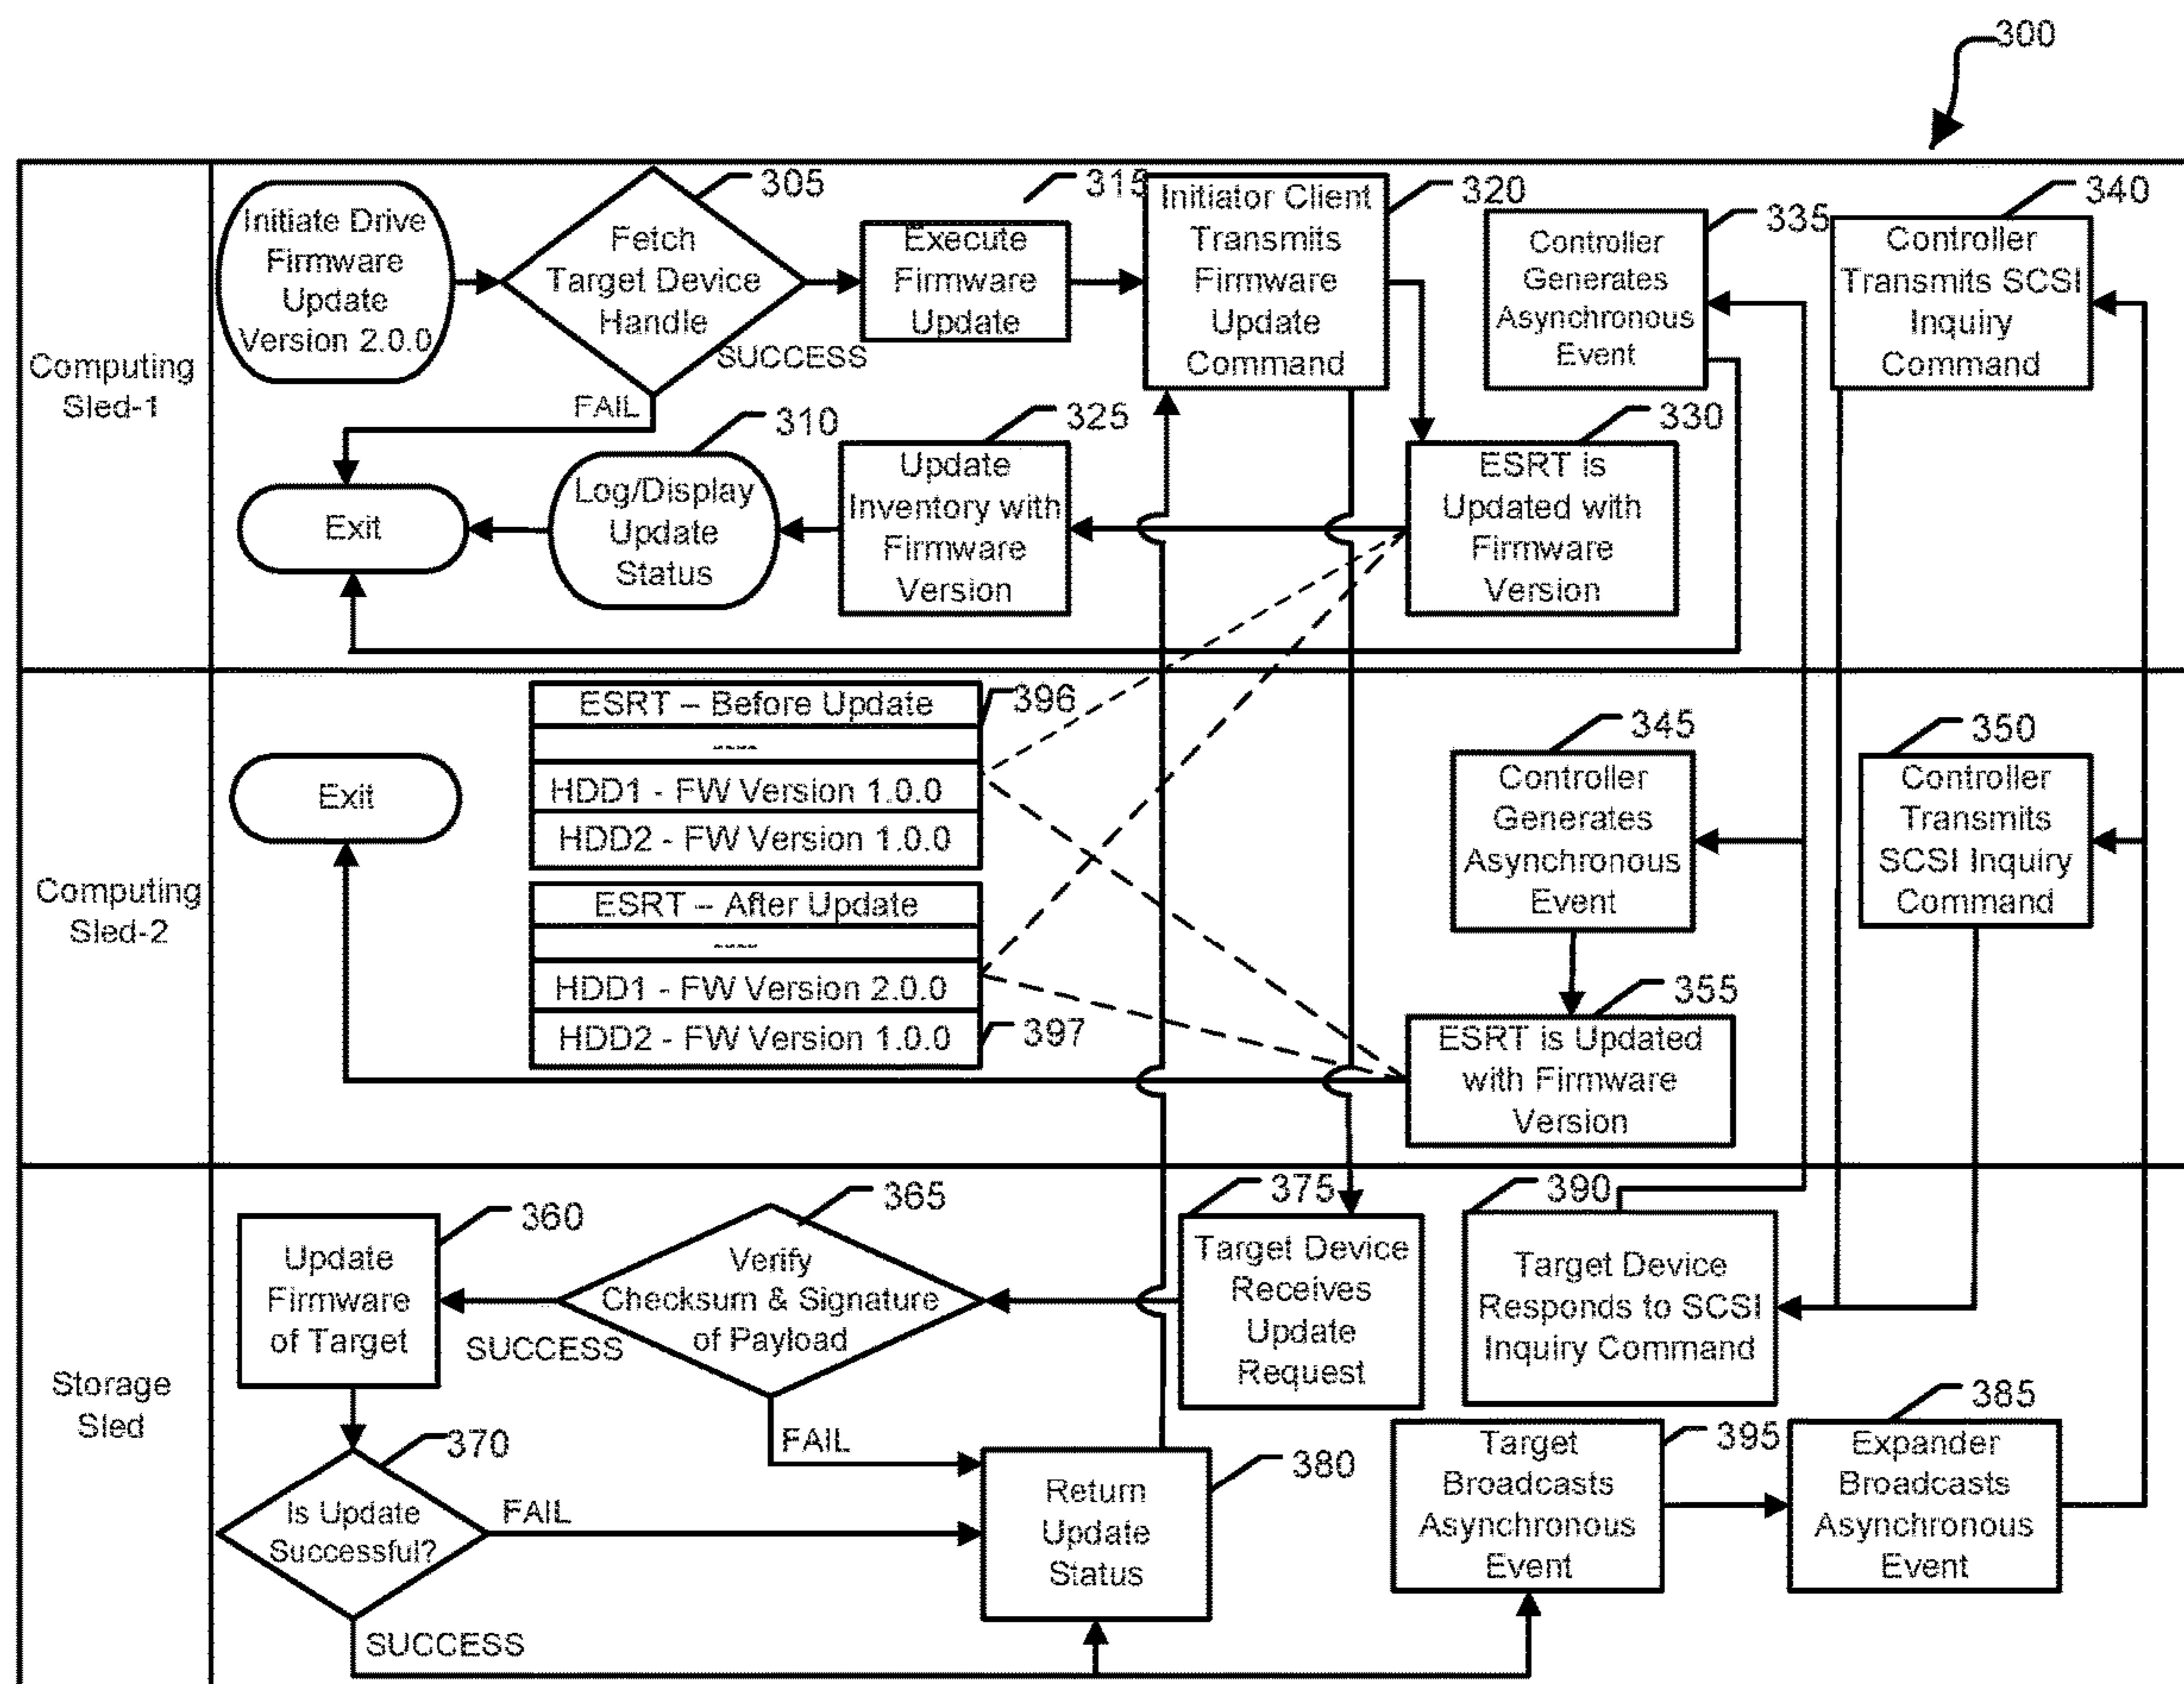 300
Computing
Sled-1
Initiate Drive
Firmware
Update
Version 2.0.0
305
Fetch
Target Device
Handle
SUCCESS
FAIL
315
Execute
Firmware
Update
320
Initiator Client
Transmits
Firmware
Update
Command
335
Controller
Generates
Asynchronous
Event
340
Controller
Transmits SCSI
Inquiry
Command
Exit
310
Log/Display
Update
Status
325
Update
Inventory with
Firmware
Version
330
ESRT is
Updated with
Firmware
Version
Computing
Sled-2
Exit
396
ESRT – Before Update
----
HDD1 - FW Version 1.0.0
HDD2 - FW Version 1.0.0
ESRT – After Update
----
HDD1 - FW Version 2.0.0
HDD2 - FW Version 1.0.0
397
345
Controller
Generates
Asynchronous
Event
350
Controller
Transmits
SCSI Inquiry
Command
355
ESRT is Updated
with Firmware
Version
Storage
Sled
360
Update
Firmware
of Target
365
Verify
Checksum & Signature
of Payload
SUCCESS
FAIL
375
Target Device
Receives
Update
Request
390
Target Device
Responds to SCSI
Inquiry Command
370
Is Update
Successful?
FAIL
SUCCESS
380
Return
Update
Status
395
Target
Broadcasts
Asynchronous
Event
385
Expander
Broadcasts
Asynchronous
Event